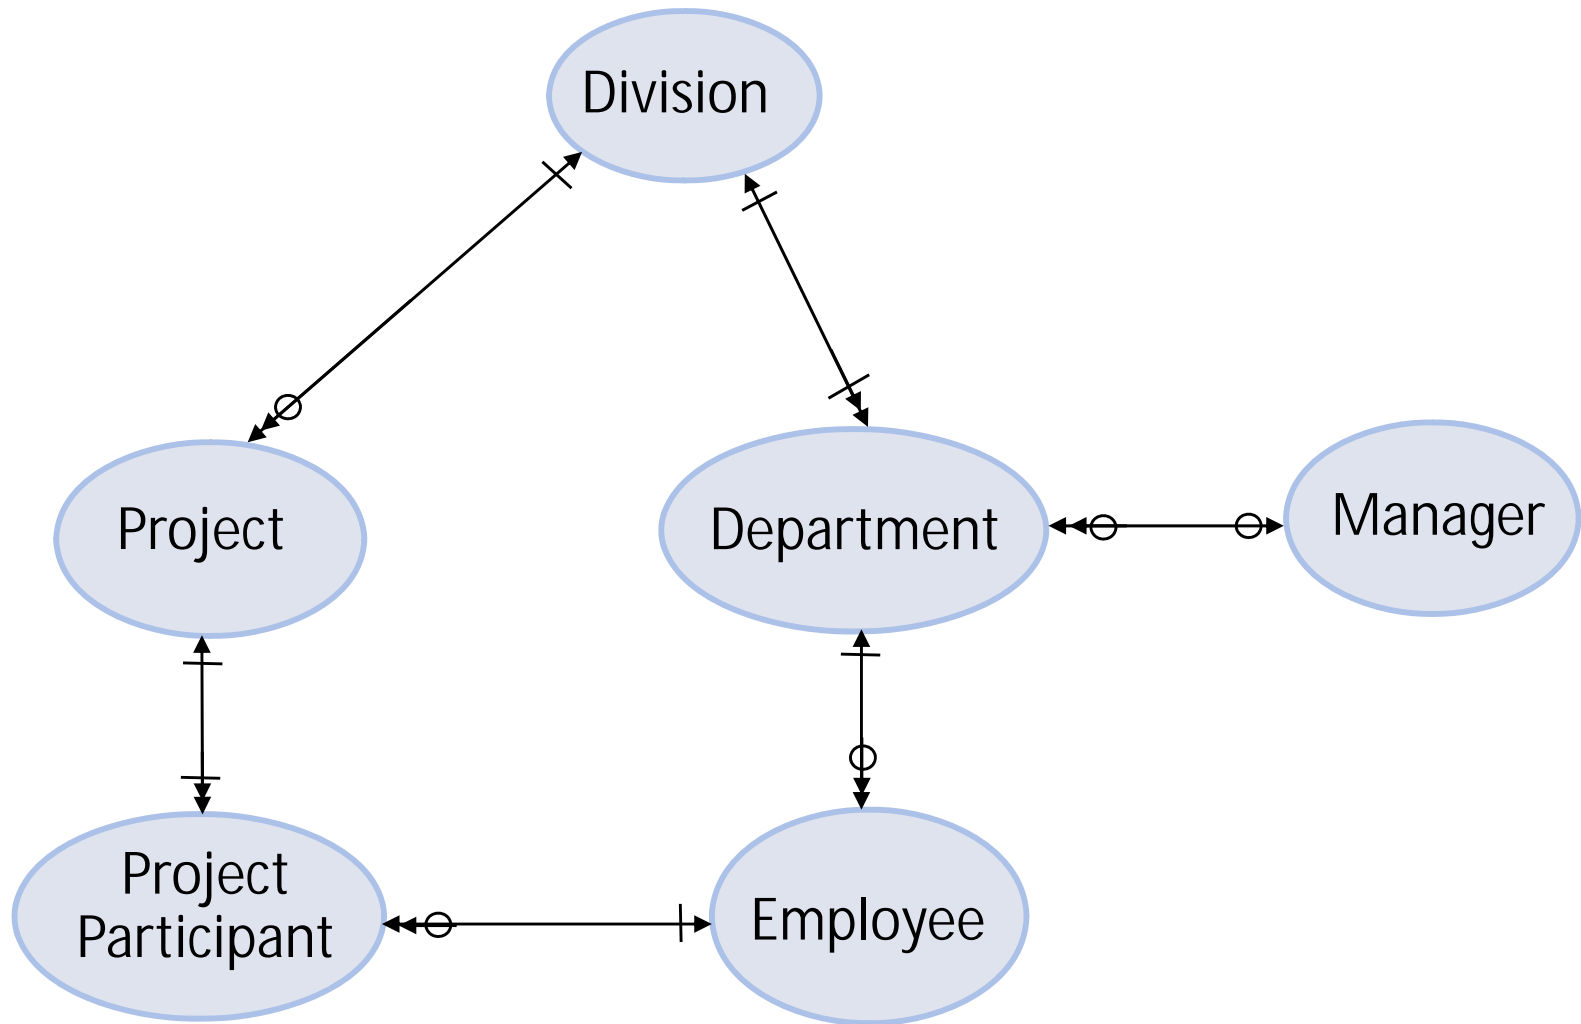 Division
Project
Department
Manager
Project
Participant
Employee